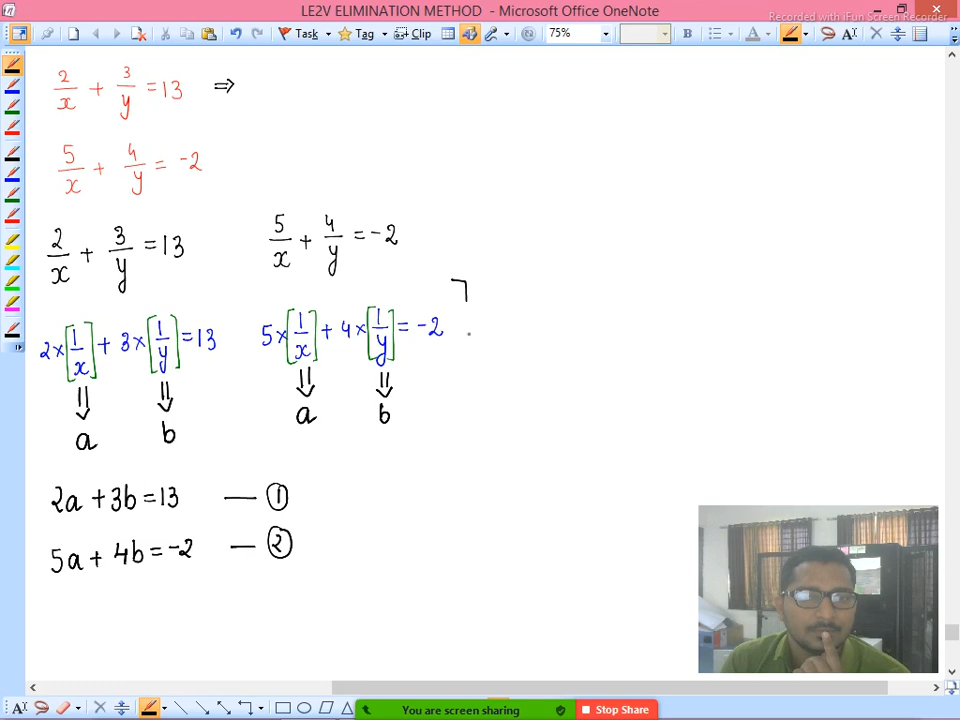 LE2V ELIMINATION METHOD - Microsoft Office OneNote
Recorded with iFun Screen Recorder
Task Tag Clip 75% B A A
2/x + 3/y = 13 ⇒
5/x + 4/y = -2
2/x + 3/y = 13 5/x + 4/y = -2
2×[1/x] + 3×[1/y] = 13 5×[1/x] + 4×[1/y] = -2
⇓ ⇓ ⇓ ⇓
a b a b
2a + 3b = 13 — ①
5a + 4b = -2 — ②
You are screen sharing Stop Share